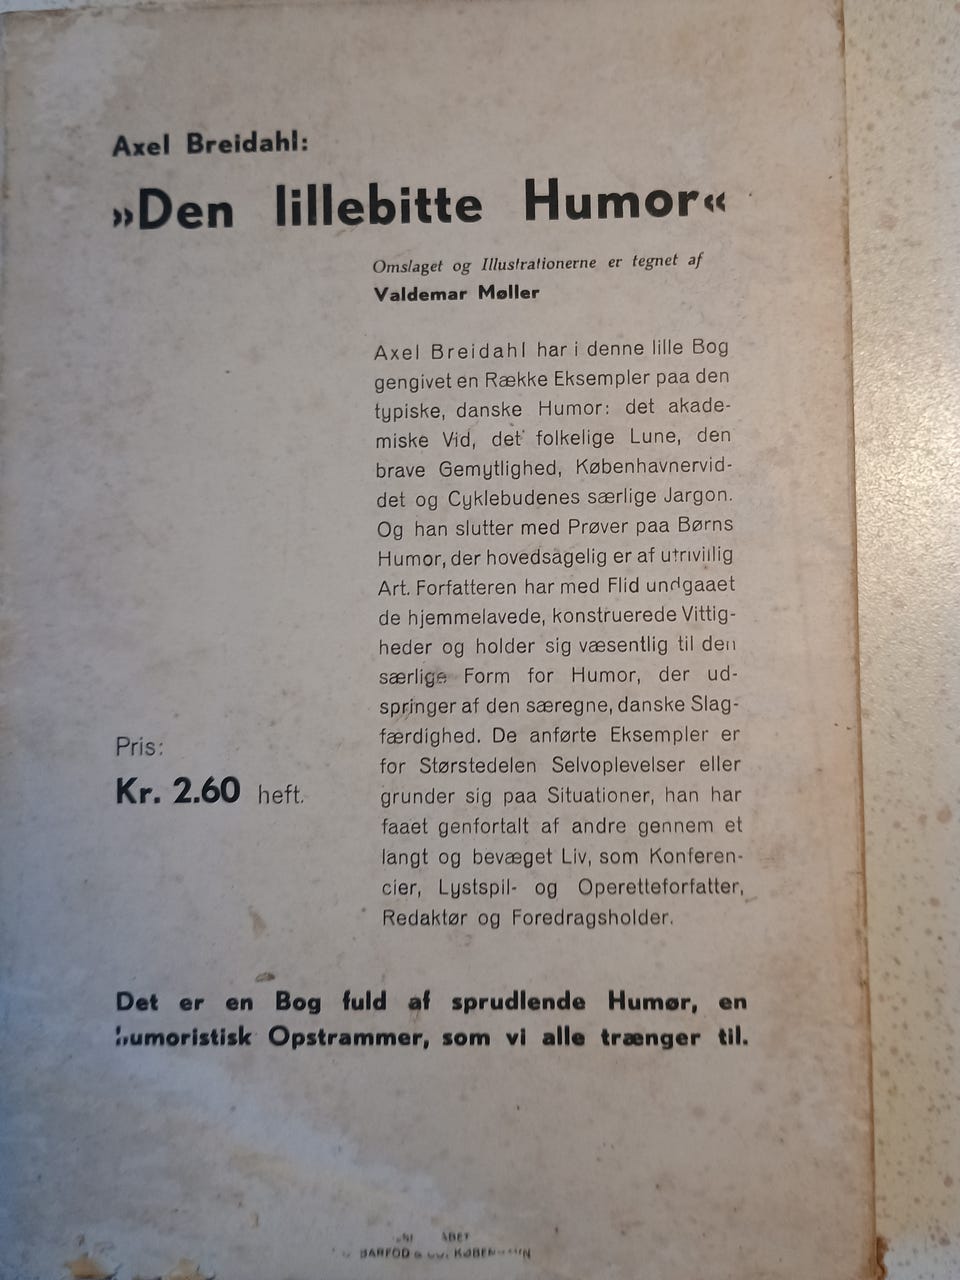 Axel Breidahl:
»Den lillebitte Humor«
Omslaget og Illustrationerne er tegnet af
Valdemar Møller
Axel Breidahl har i denne lille Bog
gengivet en Række Eksempler paa den
typiske, danske Humor: det akade-
miske Vid, det folkelige Lune, den
brave Gemytlighed, Københavnervid-
det og Cyklebudenes særlige Jargon.
Og han slutter med Prøver paa Børns
Humor, der hovedsagelig er af utrivillig
Art. Forfatteren har med Flid undgaaet
de hjemmelavede, konstruerede Vittig-
heder og holder sig væsentlig til den
særlige Form for Humor, der ud-
springer af den særegne, danske Slag-
færdighed. De anførte Eksempler er
for Størstedelen Selvoplevelser eller
grunder sig paa Situationer, han har
faaet genfortalt af andre gennem et
langt og bevæget Liv, som Konferen-
cier, Lystspil- og Operetteforfatter,
Redaktør og Foredragsholder.
Pris:
Kr. 2.60 heft.
Det er en Bog fuld af sprudlende Humør, en
humoristisk Opstrammer, som vi alle trænger til.
BARFOD &